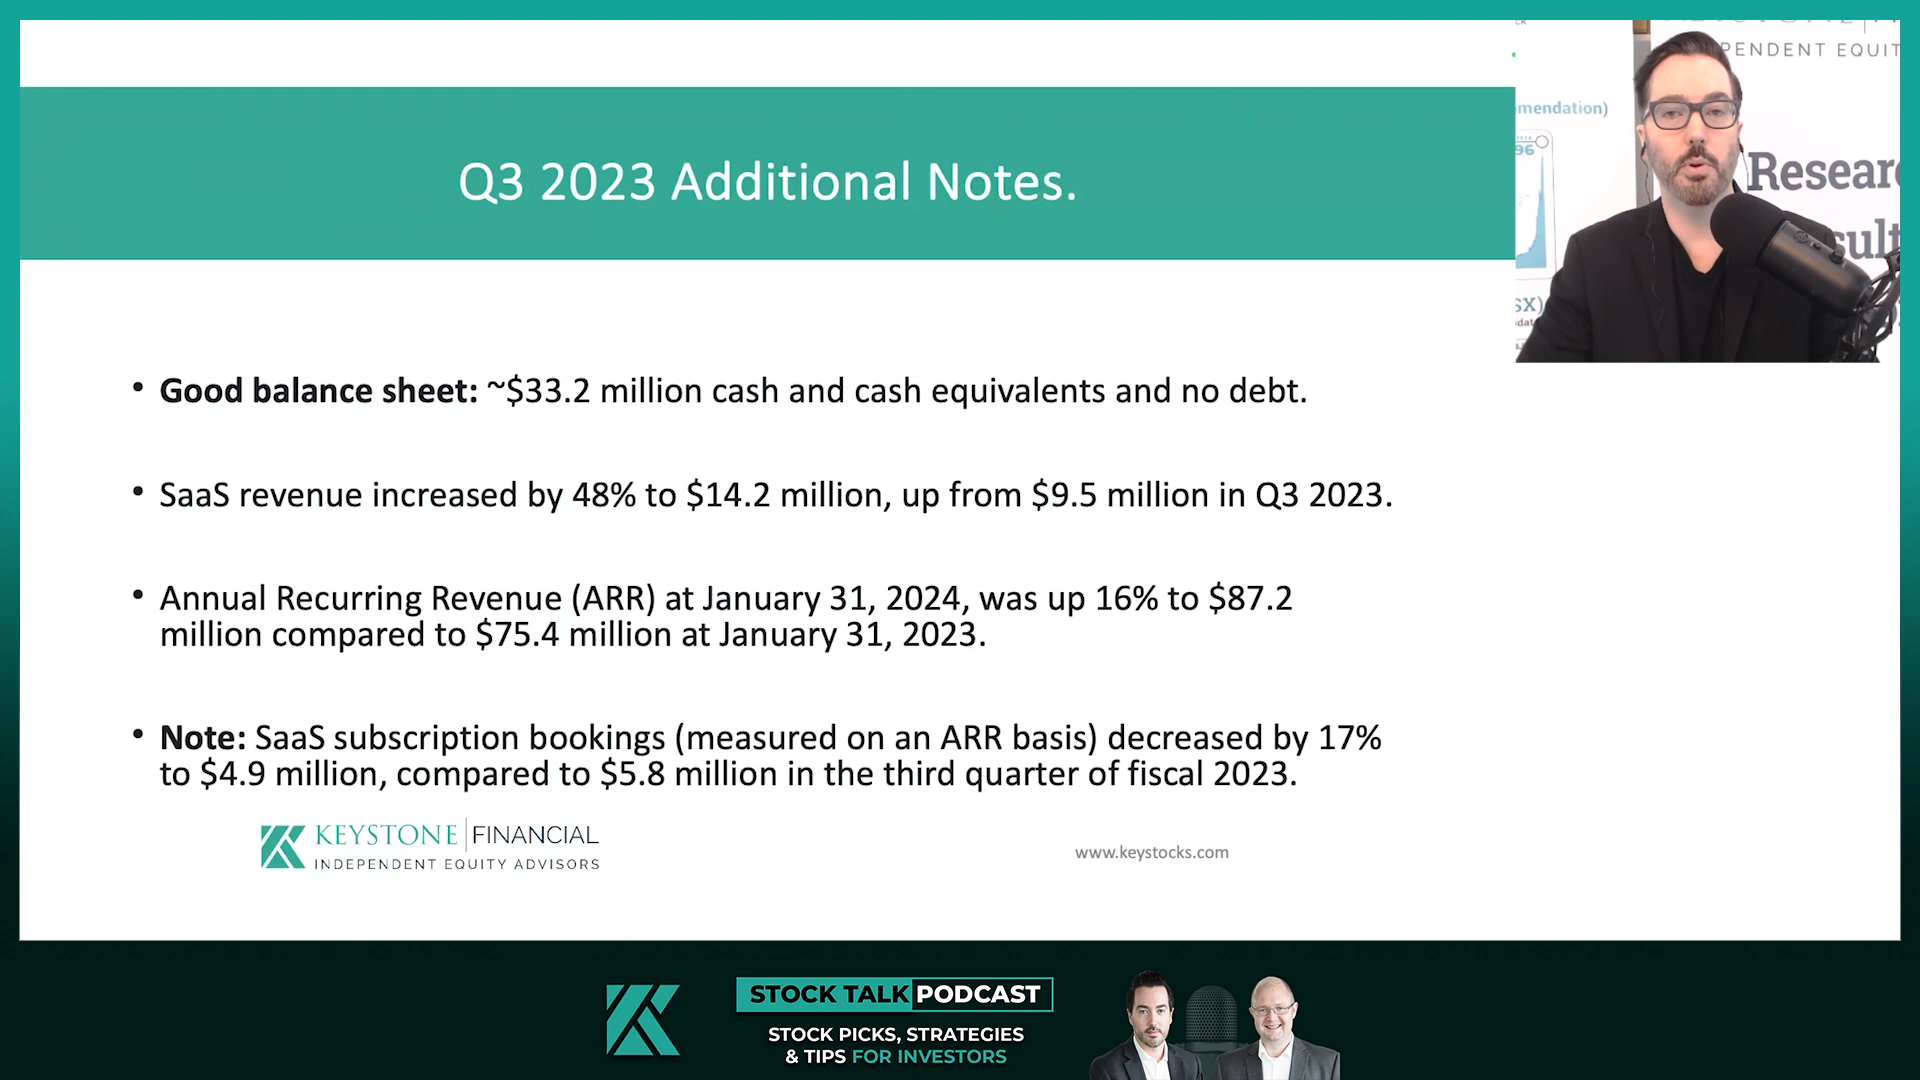 PENDENT EQUIT
mendation)
96
Resear
sult
SX)
Q3 2023 Additional Notes.
• Good balance sheet: ~$33.2 million cash and cash equivalents and no debt.
• SaaS revenue increased by 48% to $14.2 million, up from $9.5 million in Q3 2023.
• Annual Recurring Revenue (ARR) at January 31, 2024, was up 16% to $87.2
million compared to $75.4 million at January 31, 2023.
• Note: SaaS subscription bookings (measured on an ARR basis) decreased by 17%
to $4.9 million, compared to $5.8 million in the third quarter of fiscal 2023.
KEYSTONE FINANCIAL
INDEPENDENT EQUITY ADVISORS
www.keystocks.com
STOCK TALK PODCAST
STOCK PICKS, STRATEGIES
& TIPS FOR INVESTORS